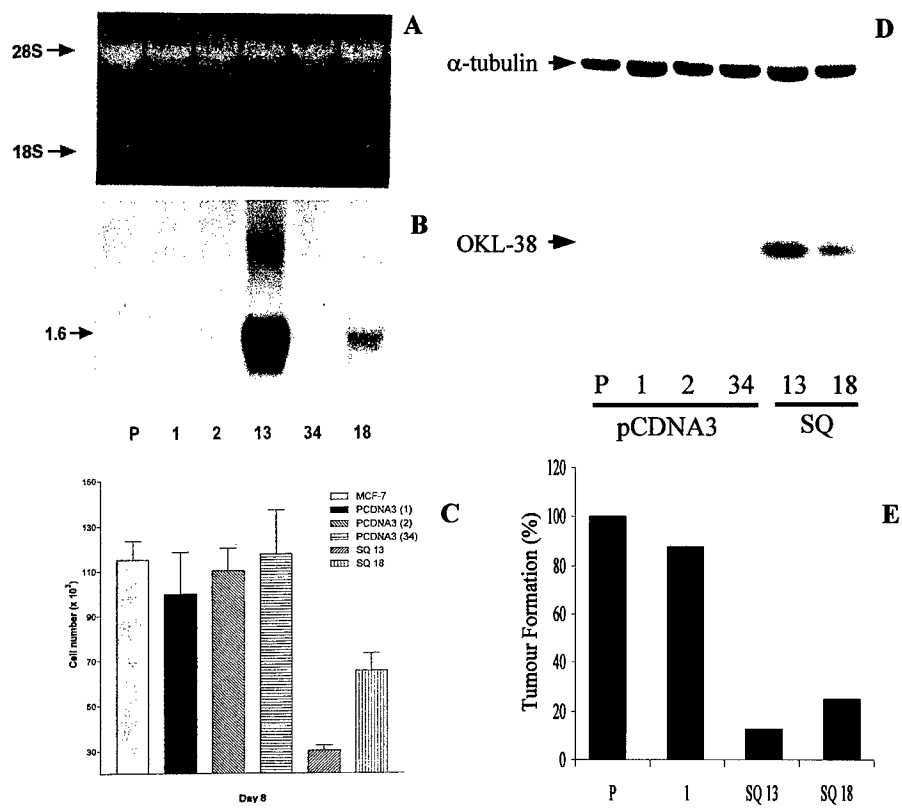 A
28S
18S
B
1.6
P 1 2 13 34 18
D
α-tubulin
OKL-38
P 1 2 34 13 18
pCDNA3 SQ
C
Cell number (x 10³)
150
130
110
90
70
50
30
MCF-7
PCDNA3 (1)
PCDNA3 (2)
PCDNA3 (34)
SQ 13
SQ 18
Day 8
E
Tumour Formation (%)
120
100
80
60
40
20
0
P 1 SQ 13 SQ 18